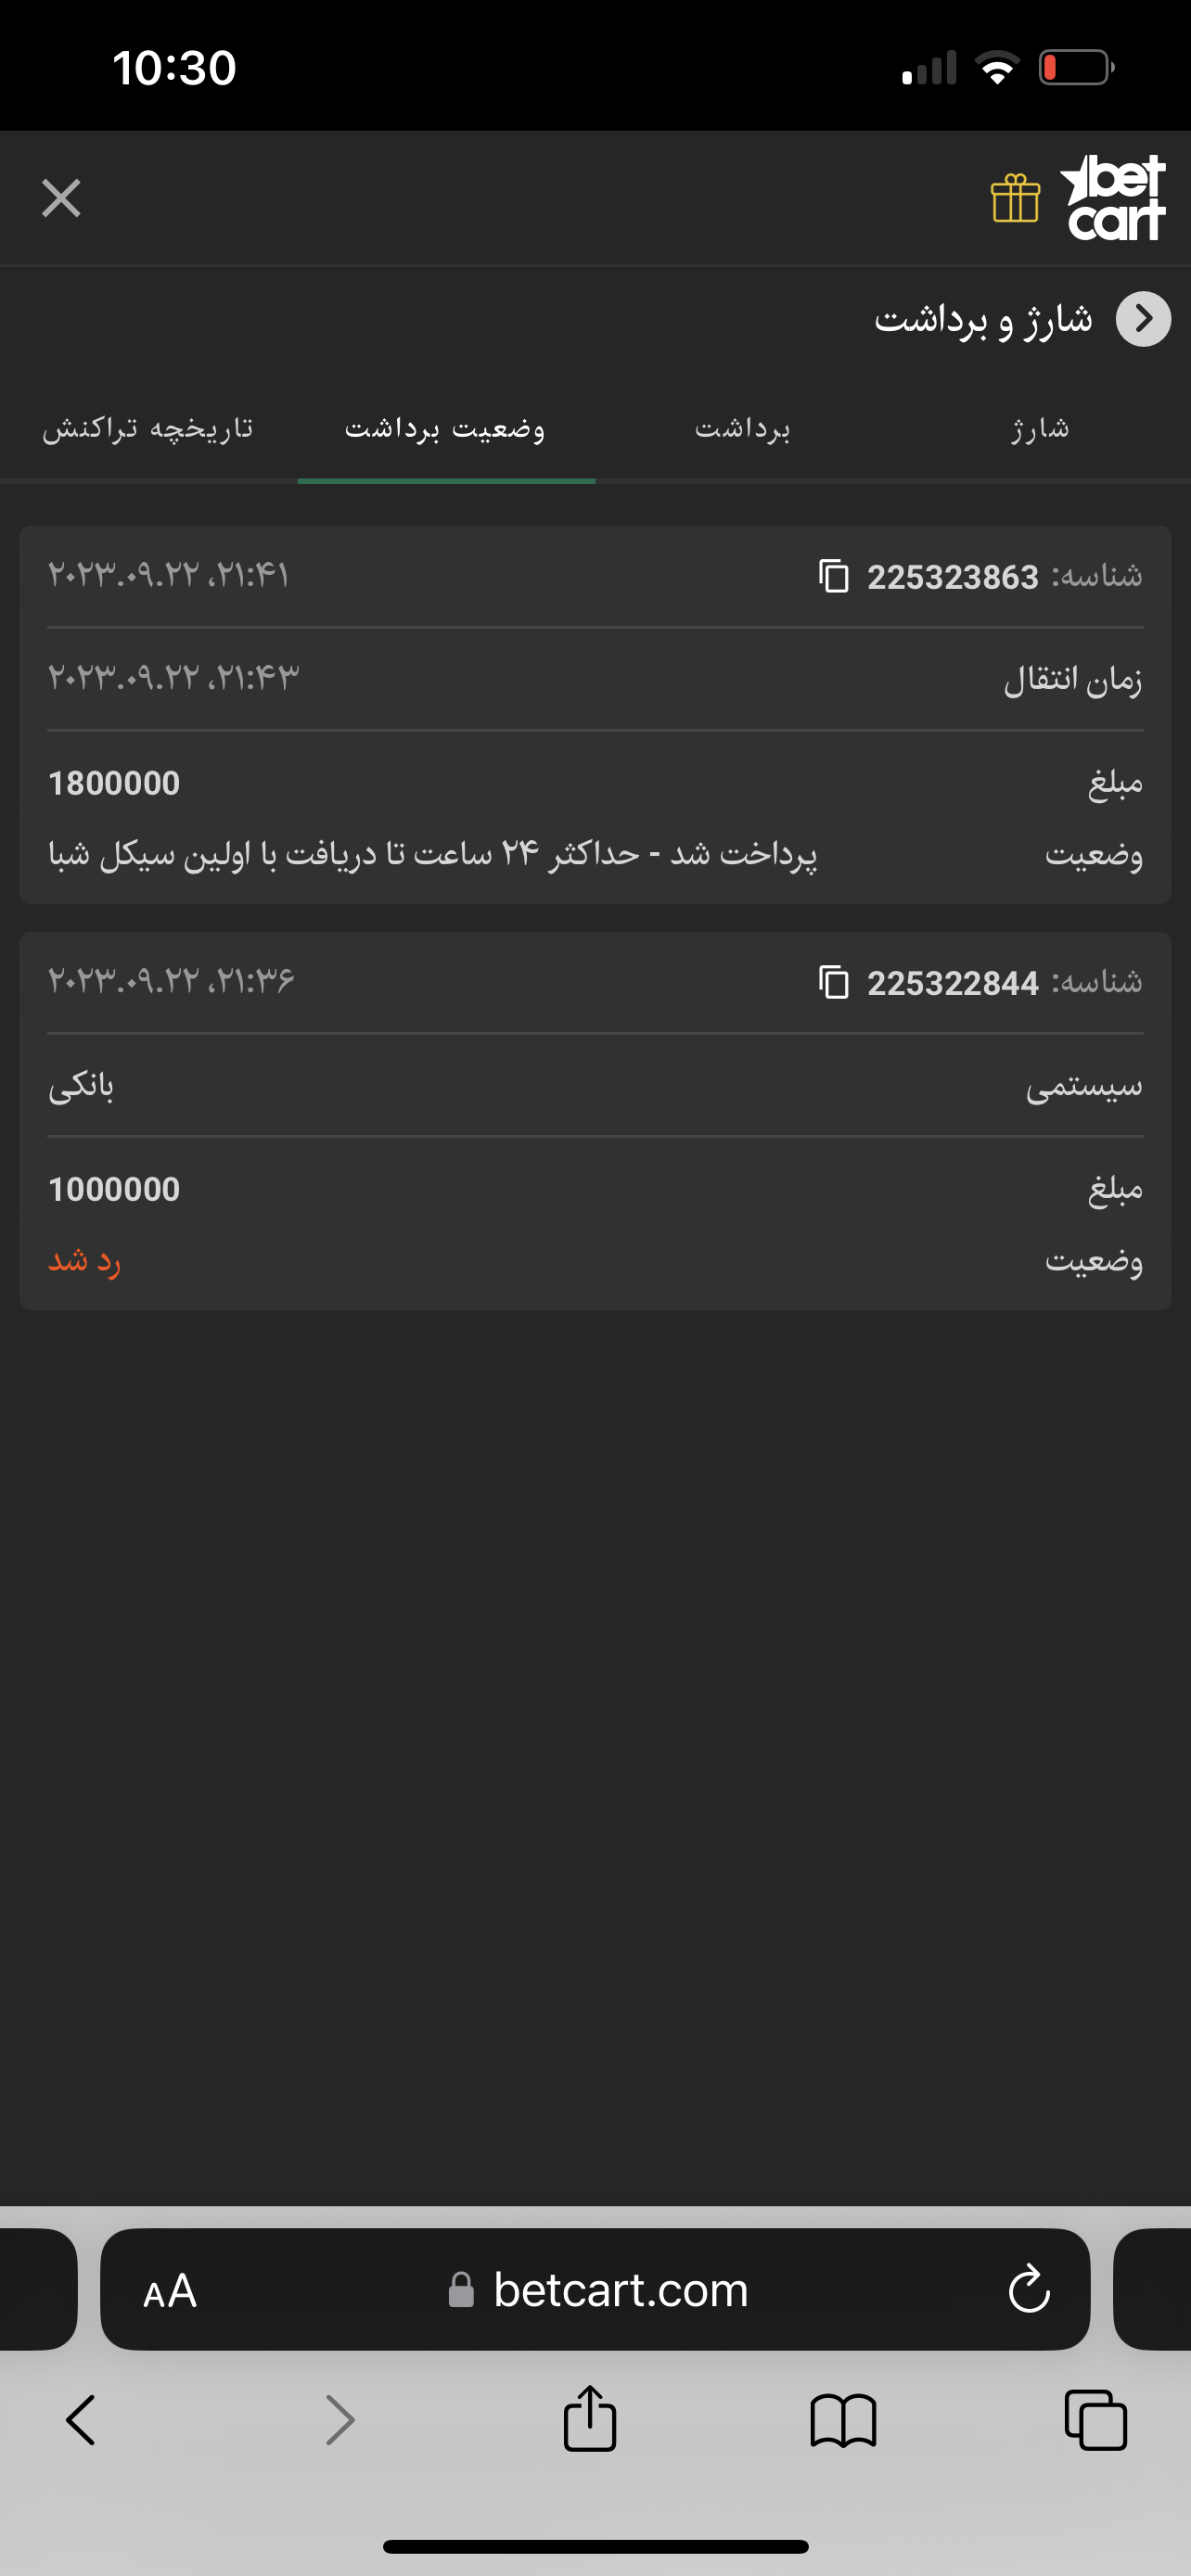 10:30
bet
cart
شارژ و برداشت
شارژ برداشت وضعیت برداشت تاریخچه تراکنش
شناسه: 225323863 ۲۰۲۳.۰۹.۲۲ ،۲۱:۴۱
زمان انتقال ۲۰۲۳.۰۹.۲۲ ،۲۱:۴۳
مبلغ 1800000
وضعیت پرداخت شد - حداکثر ۲۴ ساعت تا دریافت با اولین سیکل شبا
شناسه: 225322844 ۲۰۲۳.۰۹.۲۲ ،۲۱:۳۶
سیستمی بانکی
مبلغ 1000000
وضعیت رد شد
AA betcart.com